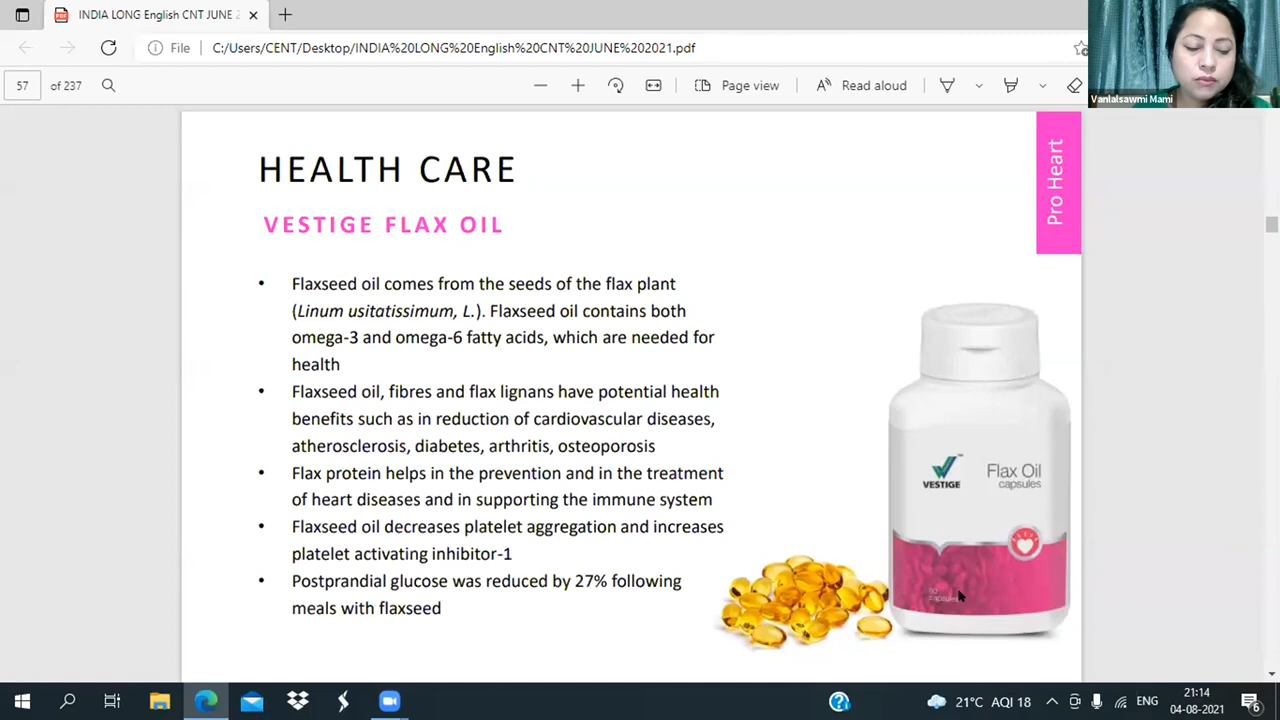 INDIA LONG English CNT JUNE 2
File
C:/Users/CENT/Desktop/INDIA%20LONG%20English%20CNT%20JUNE%202021.pdf
57 of 237
Page view
Read aloud
Vanlalsawmi Mami
HEALTH CARE
Pro Heart
VESTIGE FLAX OIL
• Flaxseed oil comes from the seeds of the flax plant
(Linum usitatissimum, L.). Flaxseed oil contains both
omega-3 and omega-6 fatty acids, which are needed for
health
• Flaxseed oil, fibres and flax lignans have potential health
benefits such as in reduction of cardiovascular diseases,
atherosclerosis, diabetes, arthritis, osteoporosis
• Flax protein helps in the prevention and in the treatment
of heart diseases and in supporting the immune system
• Flaxseed oil decreases platelet aggregation and increases
platelet activating inhibitor-1
• Postprandial glucose was reduced by 27% following
meals with flaxseed
VESTIGE
Flax Oil
capsules
capsules
21°C AQI 18
ENG
21:14
04-08-2021
6